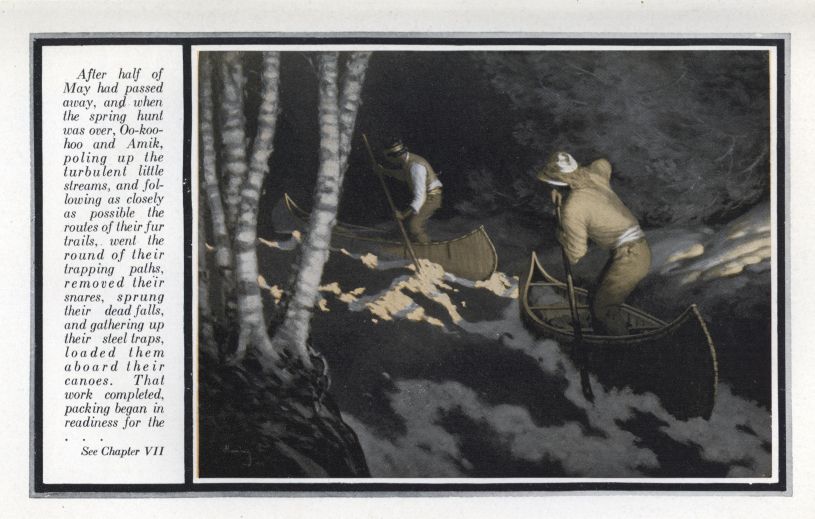 After half of
May had passed
away, and when
the spring hunt
was over, Oo-koo-
hoo and Amik,
poling up the
turbulent little
streams, and fol-
lowing as closely
as possible the
routes of their fur
trails, went the
round of their
trapping paths,
removed their
snares, sprung
their deadfalls,
and gathering up
their steel traps,
loaded them
aboard their
canoes. That
work completed,
packing began in
readiness for the
. . .
See Chapter VII